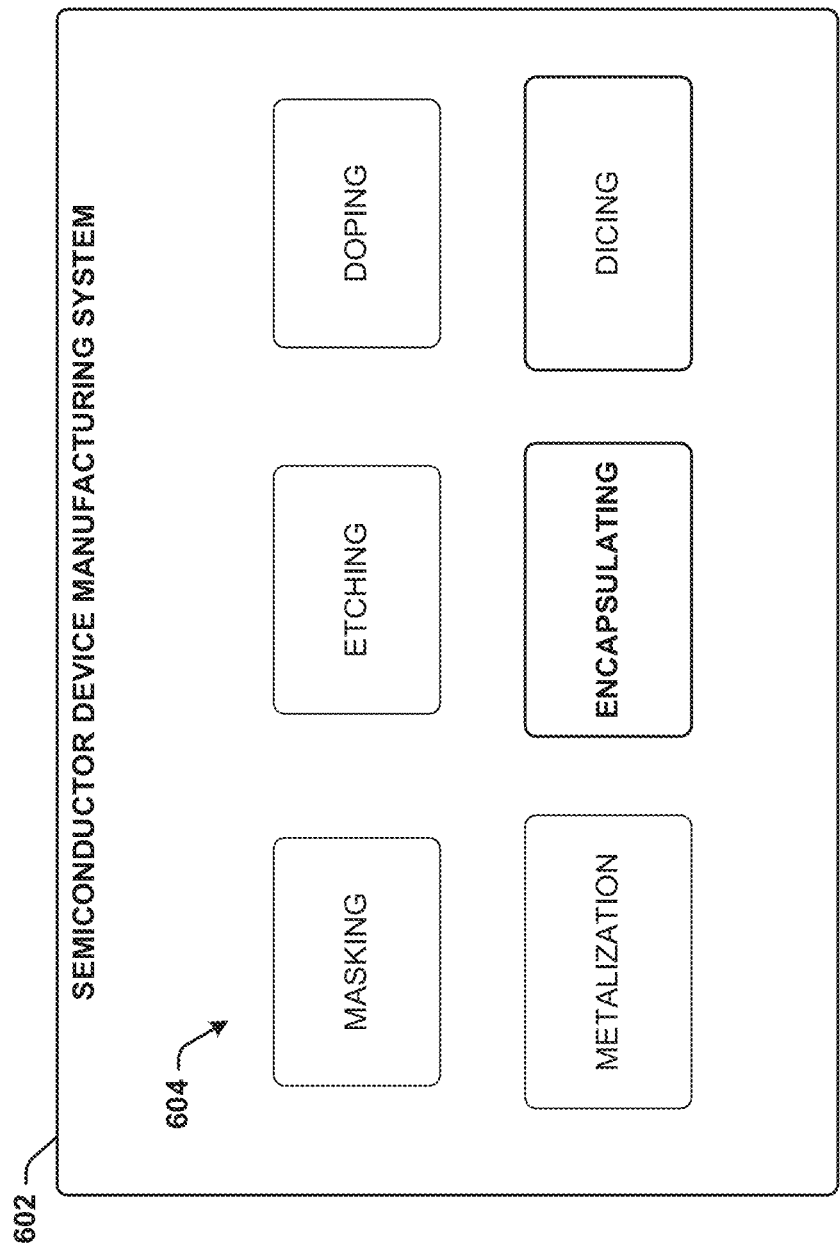 602
SEMICONDUCTOR DEVICE MANUFACTURING SYSTEM
604
MASKING
ETCHING
DOPING
METALIZATION
ENCAPSULATING
DICING